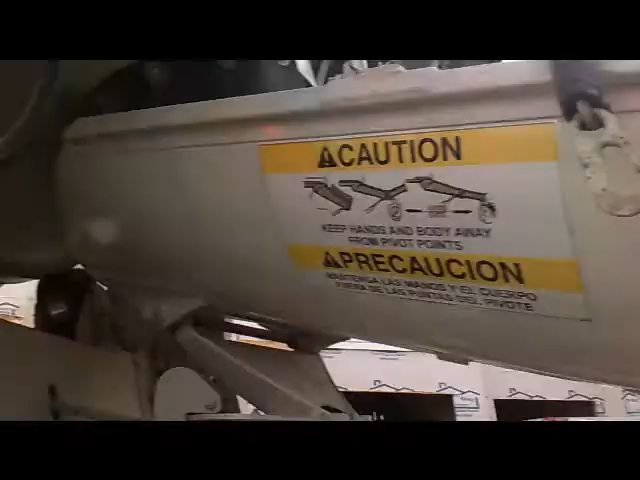 CAUTION
KEEP HANDS AND BODY AWAY
FROM PIVOT POINTS
PRECAUCION
MANTENGA LAS MANOS Y EL CUERPO
FUERA DE LAS PUNTAS DEL PIVOTE